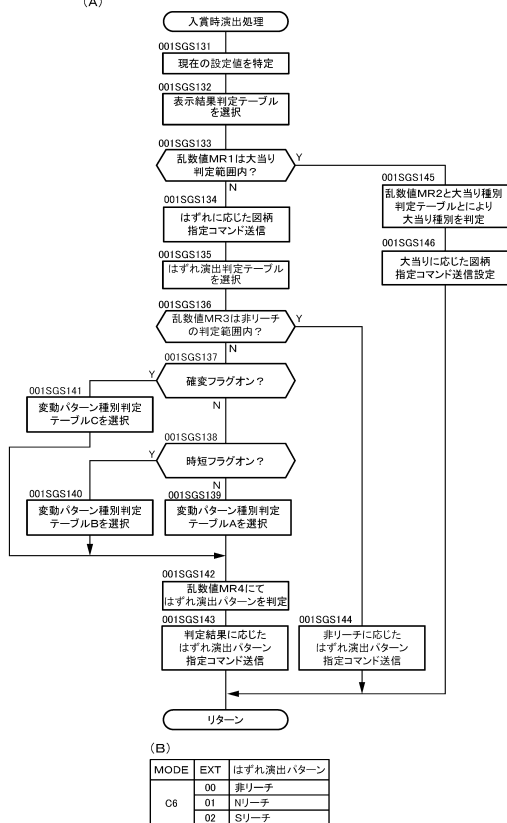 (A)
入賞時演出処理
001SGS131
現在の設定値を特定
001SGS132
表示結果判定テーブル
を選択
001SGS133
乱数値MR1は大当り
判定範囲内?
Y
N
001SGS145
乱数値MR2と大当り種別
判定テーブルとにより
大当り種別を判定
001SGS134
はずれに応じた図柄
指定コマンド送信
001SGS146
大当りに応じた図柄
指定コマンド送信設定
001SGS135
はずれ演出判定テーブル
を選択
001SGS136
乱数値MR3は非リーチ
の判定範囲内?
Y
N
001SGS137
確変フラグオン?
Y
N
001SGS141
変動パターン種別判定
テーブルCを選択
001SGS138
時短フラグオン?
Y
N
001SGS140
変動パターン種別判定
テーブルBを選択
001SGS139
変動パターン種別判定
テーブルAを選択
001SGS142
乱数値MR4にて
はずれ演出パターンを判定
001SGS143
判定結果に応じた
はずれ演出パターン
指定コマンド送信
001SGS144
非リーチに応じた
はずれ演出パターン
指定コマンド送信
リターン
(B)
MODE EXT はずれ演出パターン
C6 00 非リーチ
01 Nリーチ
02 Sリーチ